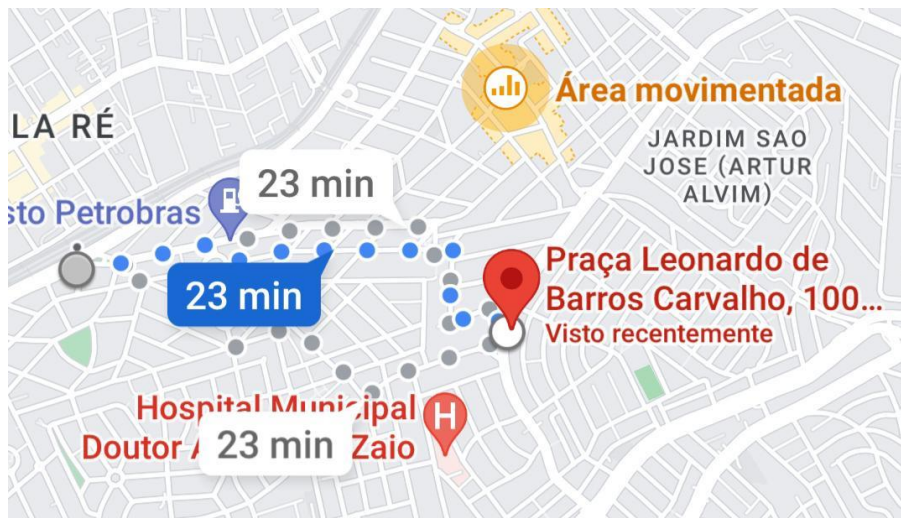 LA RÉ
Área movimentada
JARDIM SAO
JOSE (ARTUR
ALVIM)
23 min
sto Petrobras
23 min
Praça Leonardo de
Barros Carvalho, 100...
Visto recentemente
Hospital Municipal
H
Doutor Zaio
23 min